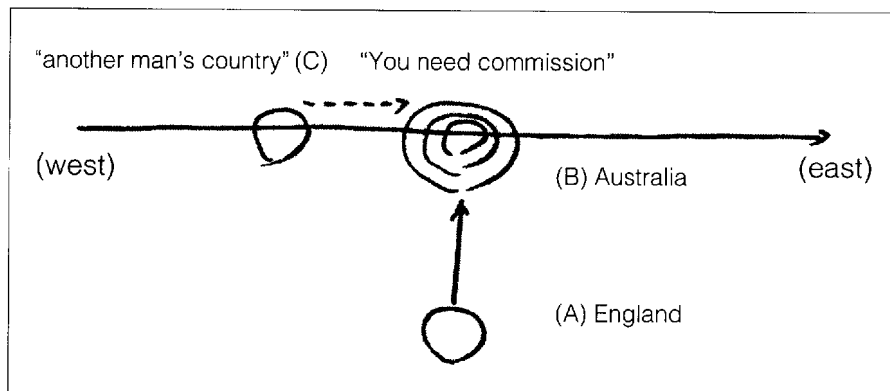 "another man's country" (C) "You need commission"
(west)
(B) Australia
(east)
(A) England